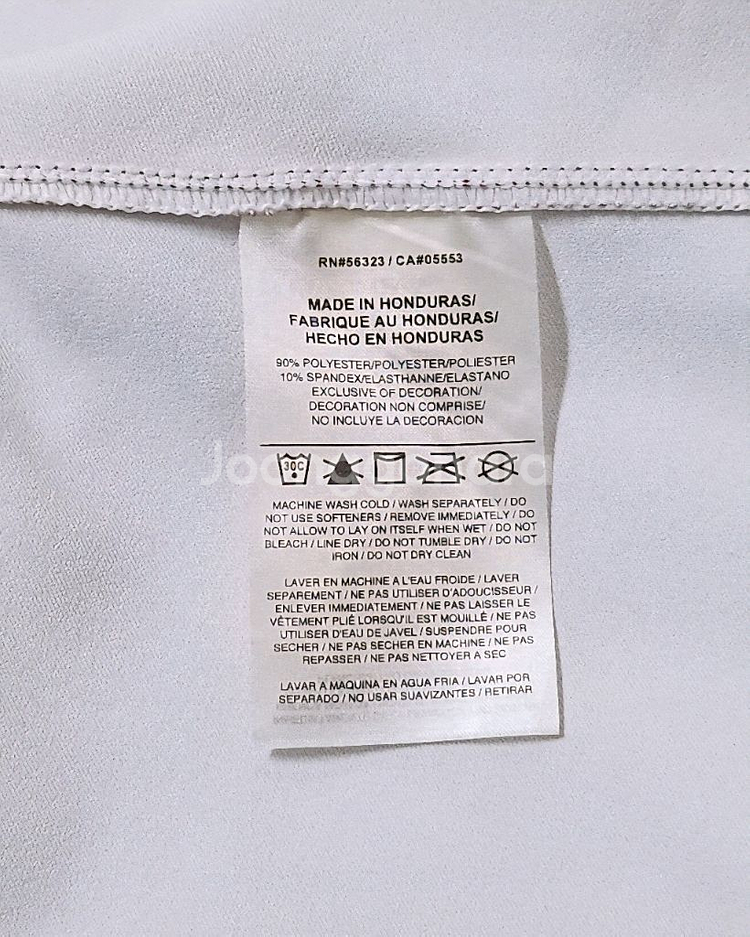 RN#56323 / CA#05553
MADE IN HONDURAS/
FABRIQUE AU HONDURAS/
HECHO EN HONDURAS
90% POLYESTER/POLYESTER/POLIESTER
10% SPANDEX/ELASTHANNE/ELASTANO
EXCLUSIVE OF DECORATION/
DECORATION NON COMPRISE/
NO INCLUYE LA DECORACION
30C
MACHINE WASH COLD / WASH SEPARATELY / DO
NOT USE SOFTENERS / REMOVE IMMEDIATELY / DO
NOT ALLOW TO LAY ON ITSELF WHEN WET / DO NOT
BLEACH / LINE DRY / DO NOT TUMBLE DRY / DO NOT
IRON / DO NOT DRY CLEAN
LAVER EN MACHINE A L'EAU FROIDE / LAVER
SEPAREMENT / NE PAS UTILISER D'ADOUCISSEUR /
ENLEVER IMMEDIATEMENT / NE PAS LAISSER LE
VÊTEMENT PLIÉ LORSQU'IL EST MOUILLÉ / NE PAS
UTILISER D'EAU DE JAVEL / SUSPENDRE POUR
SECHER / NE PAS SECHER EN MACHINE / NE PAS
REPASSER / NE PAS NETTOYER A SEC
LAVAR A MAQUINA EN AGUA FRIA / LAVAR POR
SEPARADO / NO USAR SUAVIZANTES / RETIRAR